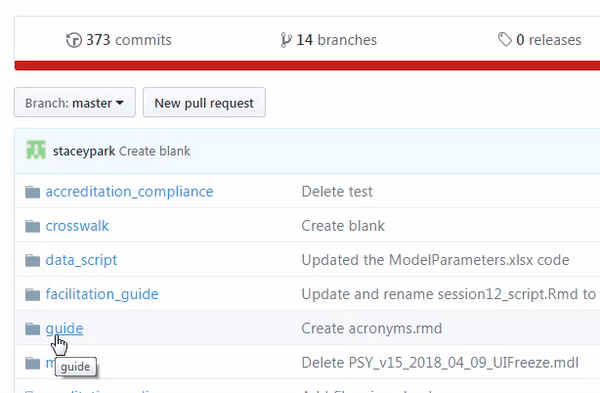 373 commits 14 branches 0 releases
Branch: master New pull request
staceypark Create blank
accreditation_compliance Delete test
crosswalk Create blank
data_script Updated the ModelParameters.xlsx code
facilitation_guide Update and rename session12_script.Rmd to
guide Create acronyms.rmd
Delete PSY_v15_2018_04_09_UIFreeze.mdl
guide